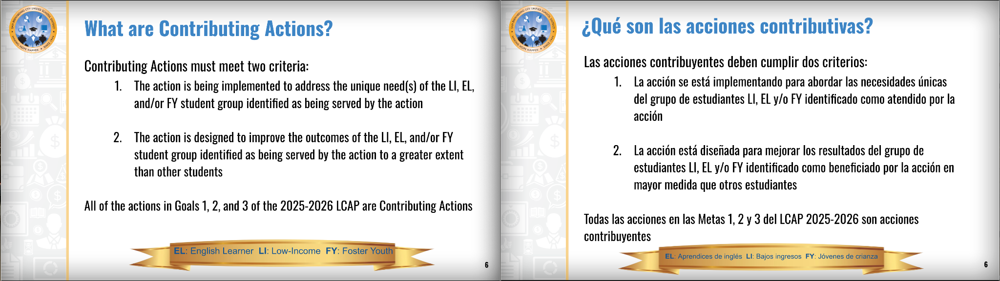 SAN BERNARDINO CITY UNIFIED SCHOOL DISTRICT
MAKING HOPE HAPPEN • SINCE 1964
What are Contributing Actions?
Contributing Actions must meet two criteria:
1. The action is being implemented to address the unique need(s) of the LI, EL,
and/or FY student group identified as being served by the action
2. The action is designed to improve the outcomes of the LI, EL, and/or FY
student group identified as being served by the action to a greater extent
than other students
All of the actions in Goals 1, 2, and 3 of the 2025-2026 LCAP are Contributing Actions
EL: English Learner LI: Low-Income FY: Foster Youth
6
SAN BERNARDINO CITY UNIFIED SCHOOL DISTRICT
MAKING HOPE HAPPEN • SINCE 1964
¿Qué son las acciones contributivas?
Las acciones contribuyentes deben cumplir dos criterios:
1. La acción se está implementando para abordar las necesidades únicas
del grupo de estudiantes LI, EL y/o FY identificado como atendido por la
acción
2. La acción está diseñada para mejorar los resultados del grupo de
estudiantes LI, EL y/o FY identificado como beneficiado por la acción en
mayor medida que otros estudiantes
Todas las acciones en las Metas 1, 2 y 3 del LCAP 2025-2026 son acciones
contribuyentes
EL: Aprendices de inglés LI: Bajos ingresos FY: Jóvenes de crianza
6